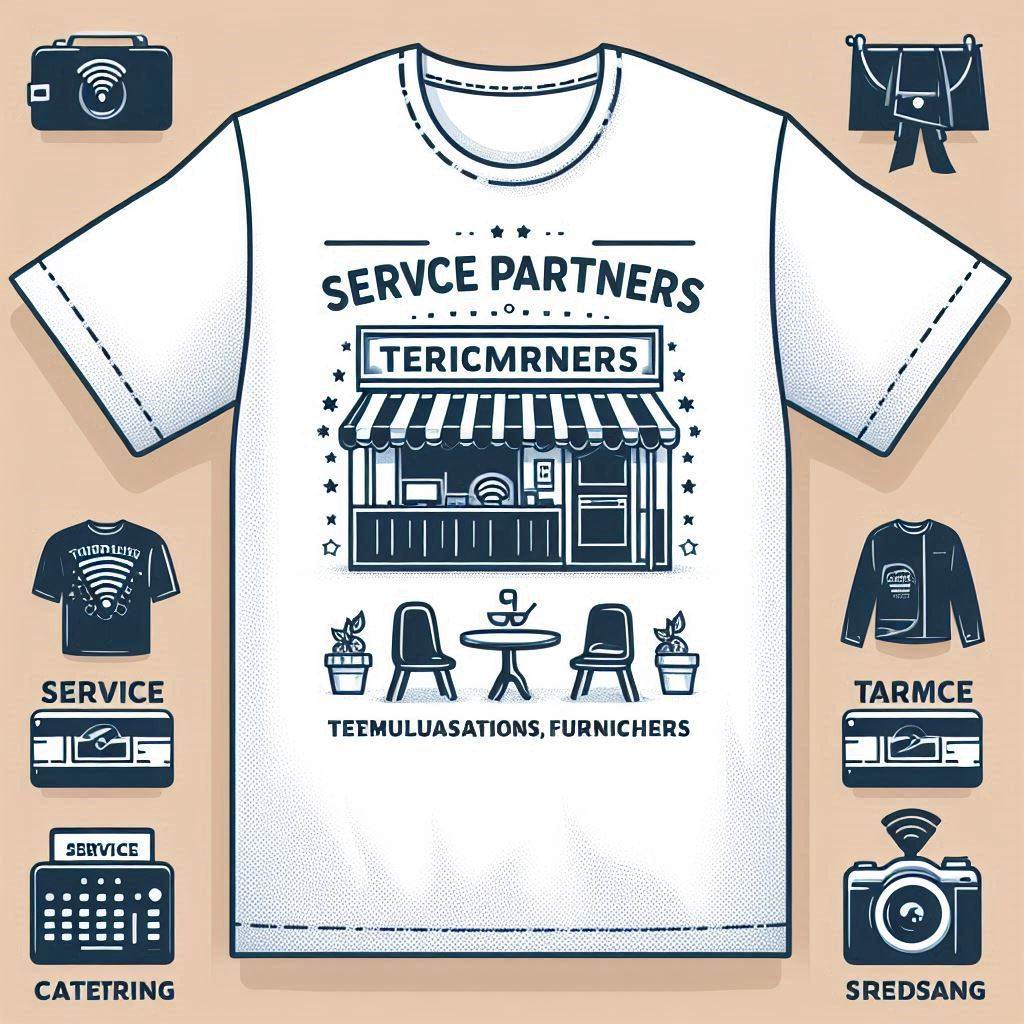 SERVCE PARTNERS
TERICMRNERS
TEEMULUASATIONS, FURNICHERS
SERVICE
TARMCE
SERVICE
CATETRING
SREDSANG